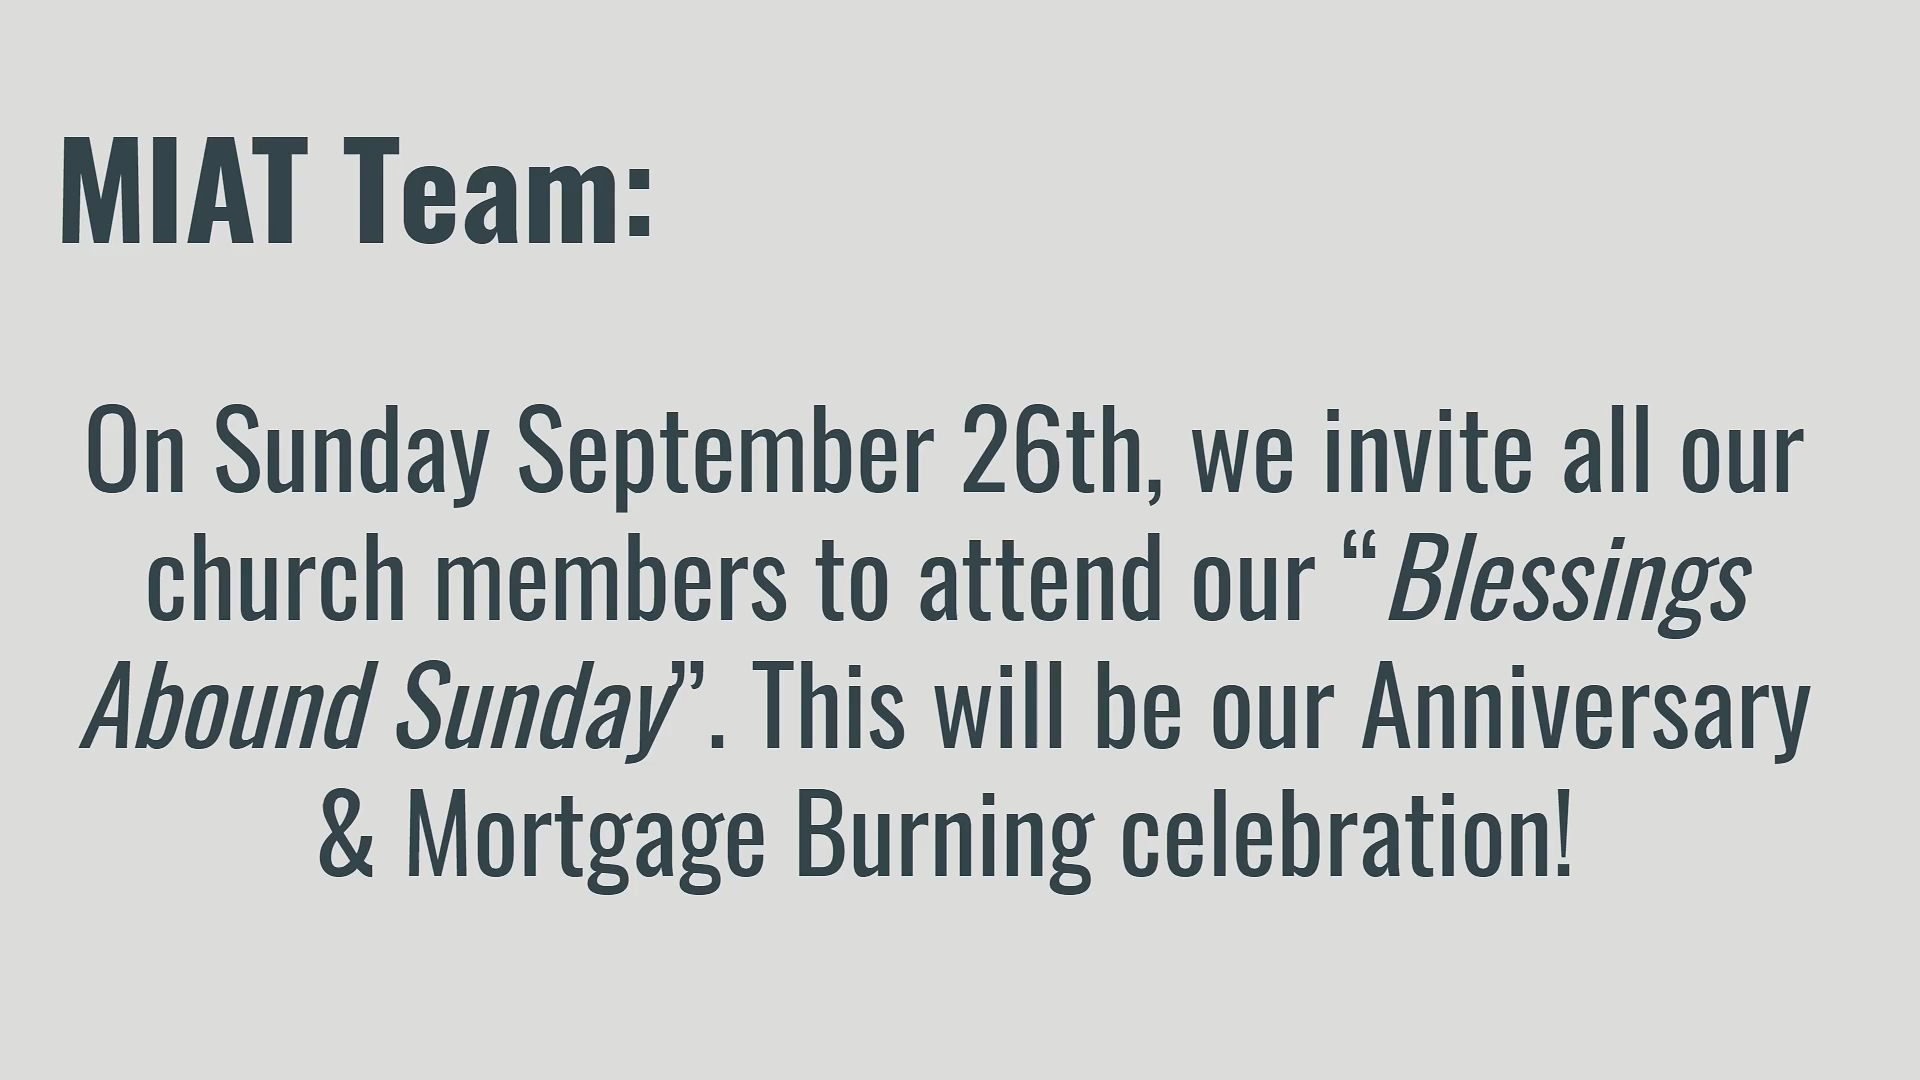 MIAT Team:
On Sunday September 26th, we invite all our
church members to attend our “Blessings
Abound Sunday”. This will be our Anniversary
& Mortgage Burning celebration!